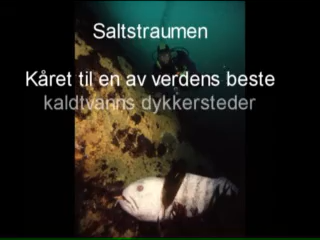 Saltstraumen
Kåret til en av verdens beste
kaldtvanns dykkersteder